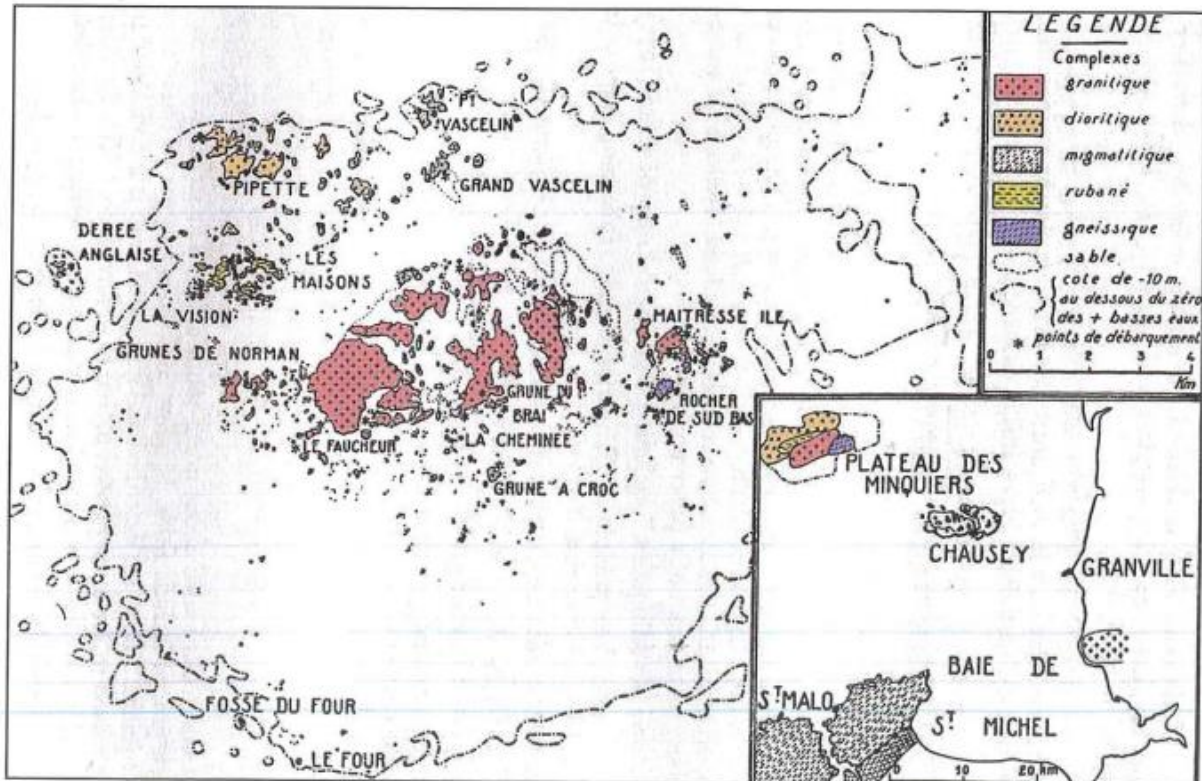 LÉGENDE
Complexes
granitique
dioritique
migmatitique
rubané
gneissique
sable
cote de -10 m.
au dessous du zéro
des + basses eaux
* points de débarquement
0 1 2 3 4
Km
PT
VASCELIN
GRAND VASCELIN
PIPETTE
DEREE
ANGLAISE
LES
MAISONS
LA VISION
GRUNES DE NORMAN
MAITRESSE ILE
GRUNE DU
BRAI
ROCHER
DE SUD BAS
LE FAUCHEUR
LA CHEMINÉE
GRUNE A CROC
FOSSE DU FOUR
LE FOUR
PLATEAU DES
MINQUIERS
CHAUSEY
GRANVILLE
BAIE DE
ST MICHEL
ST MALO
0 10 20 km